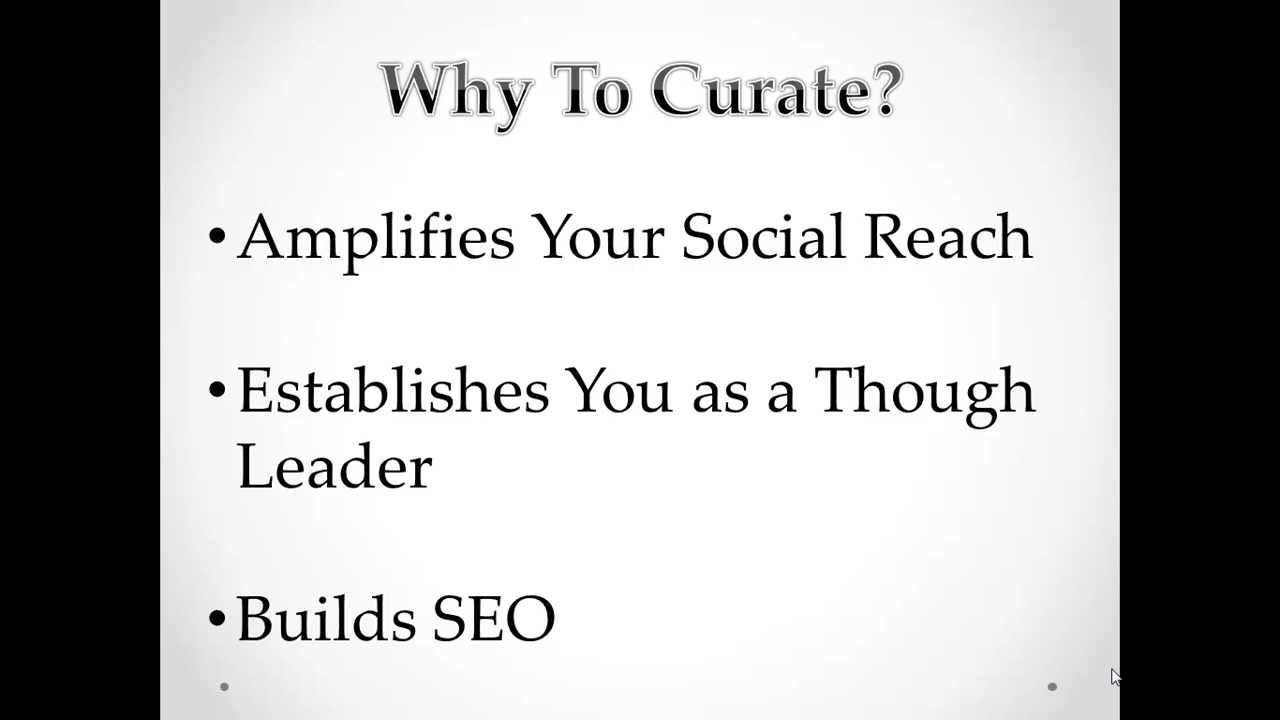 Why To Curate?
• Amplifies Your Social Reach
• Establishes You as a Though
Leader
• Builds SEO